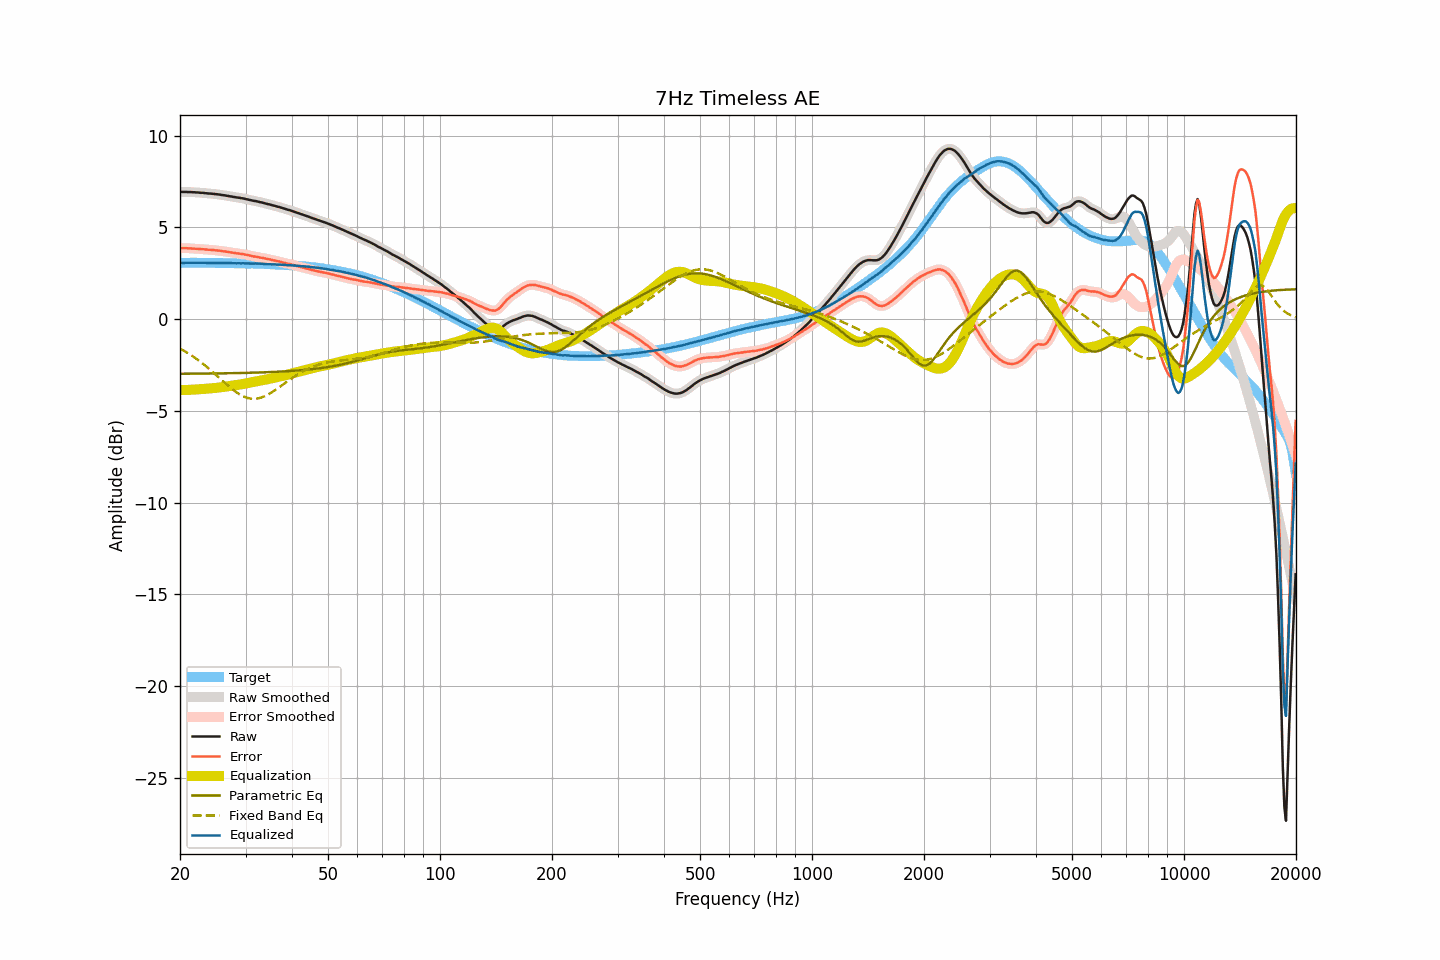 7Hz Timeless AE
10
5
0
−5
−10
−15
−20
−25
Amplitude (dBr)
Target
Raw Smoothed
Error Smoothed
Raw
Error
Equalization
Parametric Eq
Fixed Band Eq
Equalized
20 50 100 200 500 1000 2000 5000 10000 20000
Frequency (Hz)